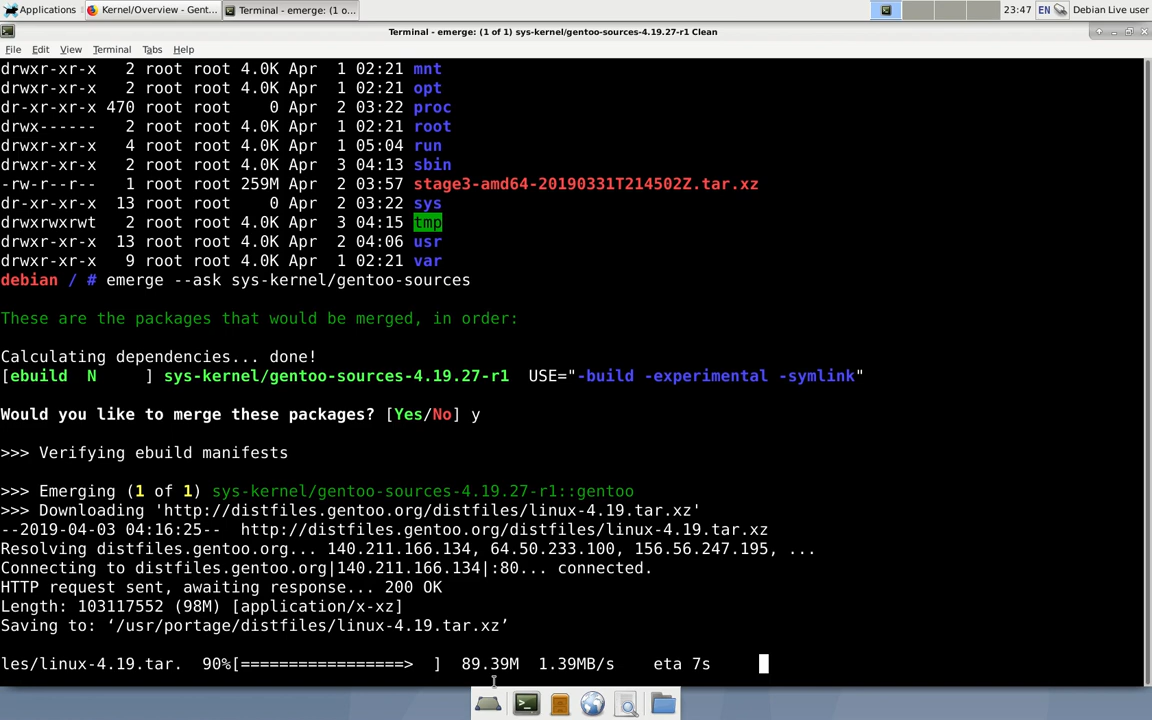 Applications Kernel/Overview - Gent... Terminal - emerge: (1 o... 23:47 EN Debian Live user
Terminal - emerge: (1 of 1) sys-kernel/gentoo-sources-4.19.27-r1 Clean
File Edit View Terminal Tabs Help
drwxr-xr-x   2 root root 4.0K Apr  1 02:21 mnt
drwxr-xr-x   2 root root 4.0K Apr  1 02:21 opt
dr-xr-xr-x 470 root root    0 Apr  2 03:22 proc
drwx------   2 root root 4.0K Apr  1 02:21 root
drwxr-xr-x   4 root root 4.0K Apr  1 05:04 run
drwxr-xr-x   2 root root 4.0K Apr  3 04:13 sbin
-rw-r--r--   1 root root 259M Apr  2 03:57 stage3-amd64-20190331T214502Z.tar.xz
dr-xr-xr-x  13 root root    0 Apr  2 03:22 sys
drwxrwxrwt   2 root root 4.0K Apr  3 04:15 tmp
drwxr-xr-x  13 root root 4.0K Apr  2 04:06 usr
drwxr-xr-x   9 root root 4.0K Apr  1 02:21 var
debian / # emerge --ask sys-kernel/gentoo-sources
These are the packages that would be merged, in order:
Calculating dependencies... done!
[ebuild  N     ] sys-kernel/gentoo-sources-4.19.27-r1  USE="-build -experimental -symlink"
Would you like to merge these packages? [Yes/No] y
>>> Verifying ebuild manifests
>>> Emerging (1 of 1) sys-kernel/gentoo-sources-4.19.27-r1::gentoo
>>> Downloading 'http://distfiles.gentoo.org/distfiles/linux-4.19.tar.xz'
--2019-04-03 04:16:25--  http://distfiles.gentoo.org/distfiles/linux-4.19.tar.xz
Resolving distfiles.gentoo.org... 140.211.166.134, 64.50.233.100, 156.56.247.195, ...
Connecting to distfiles.gentoo.org|140.211.166.134|:80... connected.
HTTP request sent, awaiting response... 200 OK
Length: 103117552 (98M) [application/x-xz]
Saving to: ‘/usr/portage/distfiles/linux-4.19.tar.xz’
les/linux-4.19.tar.  90%[=================>  ]  89.39M  1.39MB/s    eta 7s